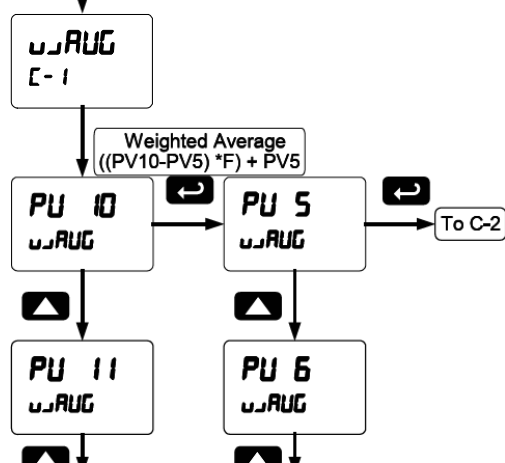 wAVG
C-1
Weighted Average
((PV10-PV5) *F) + PV5
PV 10
wAVG
PV 5
wAVG
To C-2
PV 11
wAVG
PV 6
wAVG